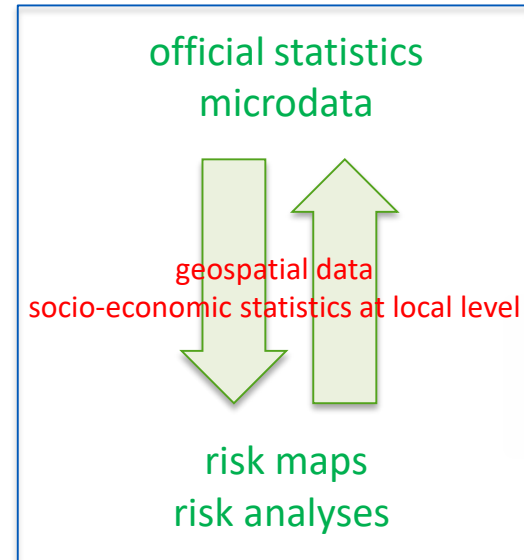 official statistics
microdata
geospatial data
socio-economic statistics at local level
risk maps
risk analyses